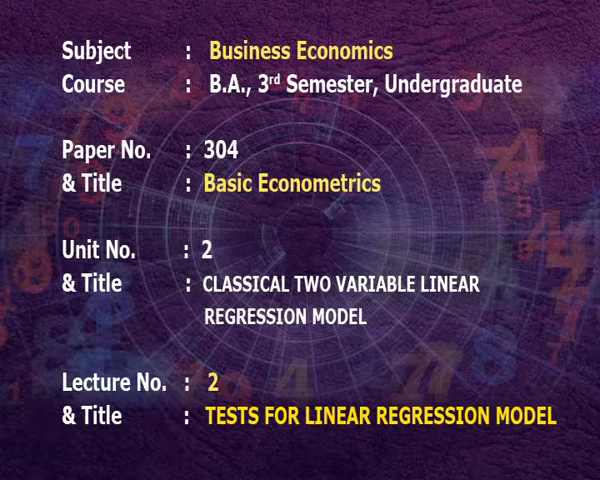 Subject : Business Economics
Course : B.A., 3rd Semester, Undergraduate
Paper No. : 304
& Title : Basic Econometrics
Unit No. : 2
& Title : CLASSICAL TWO VARIABLE LINEAR
REGRESSION MODEL
Lecture No. : 2
& Title : TESTS FOR LINEAR REGRESSION MODEL